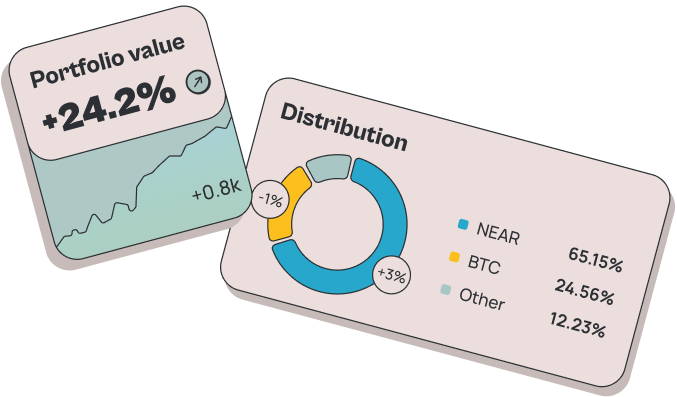 Portfolio value
+24.2%
+0.8k
Distribution
-1%
+3%
NEAR 65.15%
BTC 24.56%
Other 12.23%